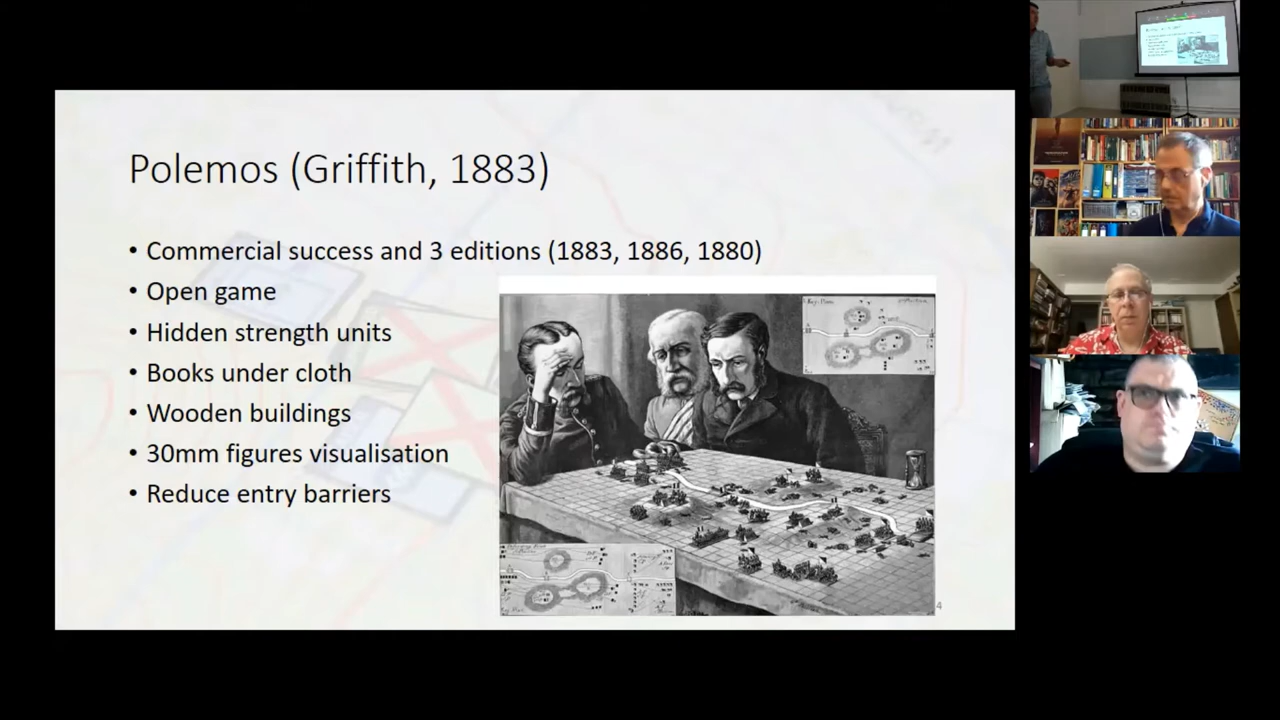 Polemos (Griffith, 1883)
• Commercial success and 3 editions (1883, 1886, 1880)
• Open game
• Hidden strength units
• Books under cloth
• Wooden buildings
• 30mm figures visualisation
• Reduce entry barriers
4